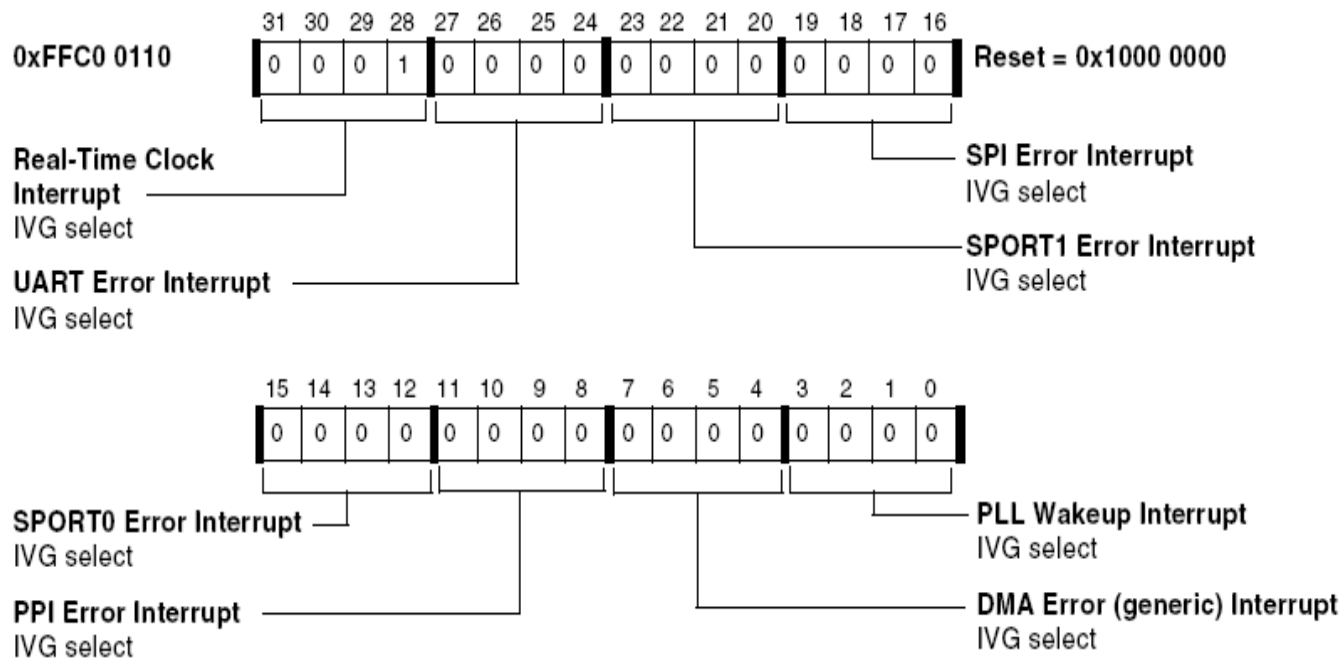 31 30 29 28 27 26 25 24 23 22 21 20 19 18 17 16
0xFFC0 0110
0 0 0 1 0 0 0 0 0 0 0 0 0 0 0 0
Reset = 0x1000 0000
Real-Time Clock
Interrupt
IVG select
UART Error Interrupt
IVG select
SPI Error Interrupt
IVG select
SPORT1 Error Interrupt
IVG select
15 14 13 12 11 10 9 8 7 6 5 4 3 2 1 0
0 0 0 0 0 0 0 0 0 0 0 0 0 0 0 0
SPORT0 Error Interrupt
IVG select
PPI Error Interrupt
IVG select
PLL Wakeup Interrupt
IVG select
DMA Error (generic) Interrupt
IVG select